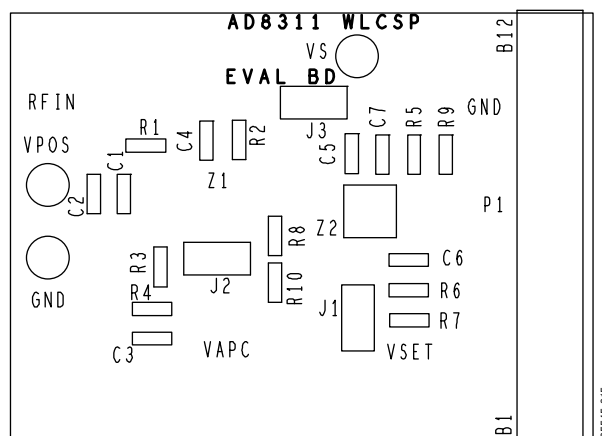 AD8311 WLCSP
VS
B12
EVAL BD
RFIN
GND
VPOS
R1
C4
R2
J3
C5
C7
R5
R9
C1
C2
Z1
Z2
P1
R8
R3
J2
R10
C6
GND
R4
J1
R6
R7
C3
VAPC
VSET
B1